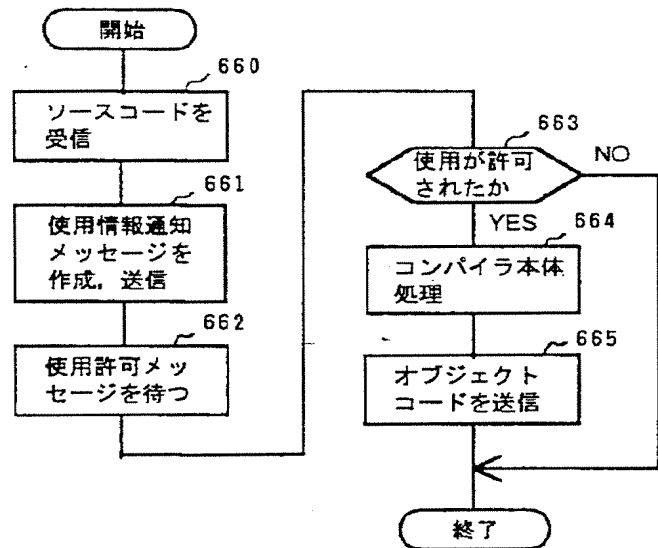 開始
660
ソースコードを
受信
661
使用情報通知
メッセージを
作成，送信
662
使用許可メッ
セージを待つ
663
使用が許可
されたか
NO
YES
664
コンパイラ本体
処理
665
オブジェクト
コードを送信
終了